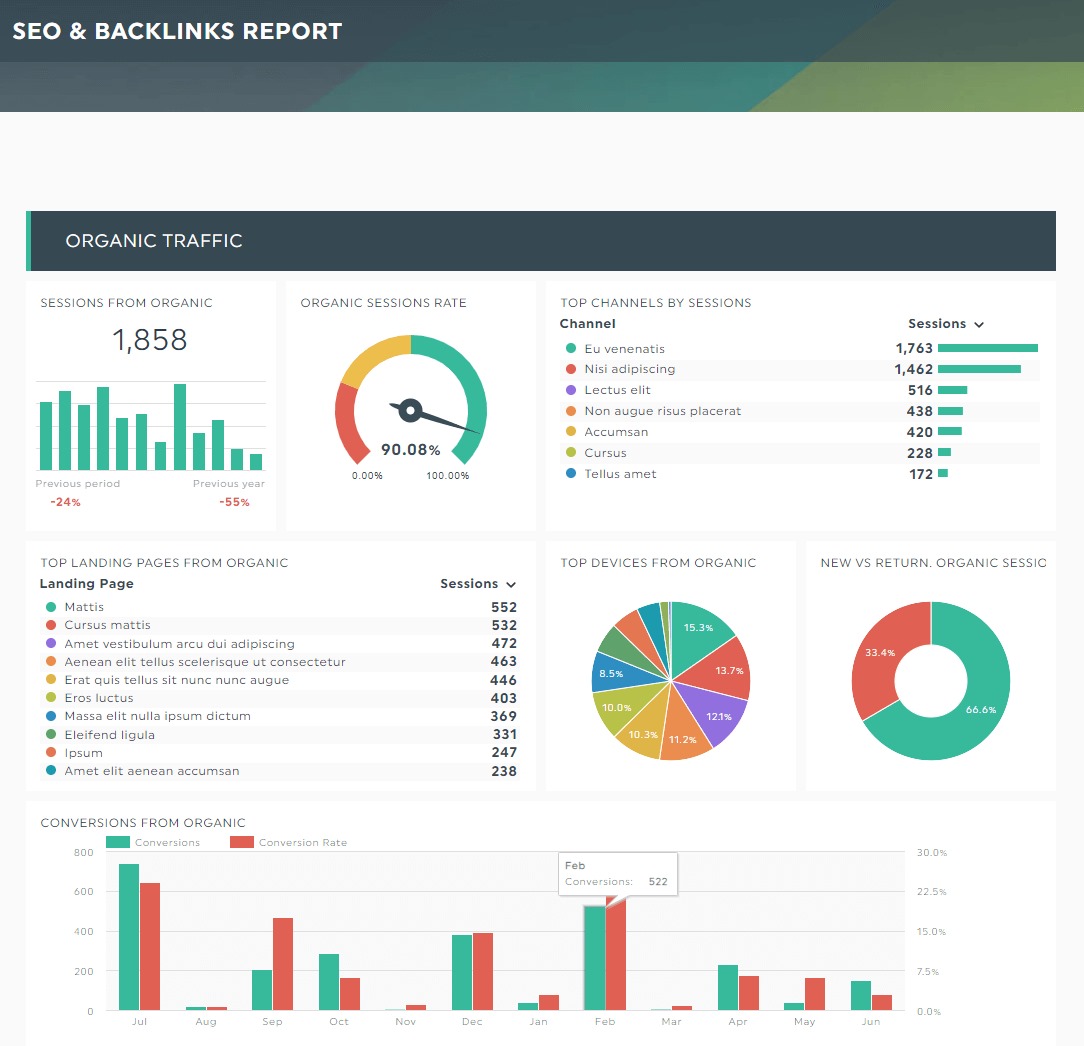 SEO & BACKLINKS REPORT
ORGANIC TRAFFIC
SESSIONS FROM ORGANIC
1,858
Previous period Previous year
-24% -55%
ORGANIC SESSIONS RATE
90.08%
0.00% 100.00%
TOP CHANNELS BY SESSIONS
Channel Sessions
Eu venenatis 1,763
Nisi adipiscing 1,462
Lectus elit 516
Non augue risus placerat 438
Accumsan 420
Cursus 228
Tellus amet 172
TOP LANDING PAGES FROM ORGANIC
Landing Page Sessions
Mattis 552
Cursus mattis 532
Amet vestibulum arcu dui adipiscing 472
Aenean elit tellus scelerisque ut consectetur 463
Erat quis tellus sit nunc nunc augue 446
Eros luctus 403
Massa elit nulla ipsum dictum 369
Eleifend ligula 331
Ipsum 247
Amet elit aenean accumsan 238
TOP DEVICES FROM ORGANIC
15.3%
13.7%
12.1%
11.2%
10.3%
10.0%
8.5%
NEW VS RETURN. ORGANIC SESSIO
33.4%
66.6%
CONVERSIONS FROM ORGANIC
Conversions Conversion Rate
800 30.0%
600 22.5%
400 15.0%
200 7.5%
0 0.0%
Feb
Conversions: 522
Jul Aug Sep Oct Nov Dec Jan Feb Mar Apr May Jun